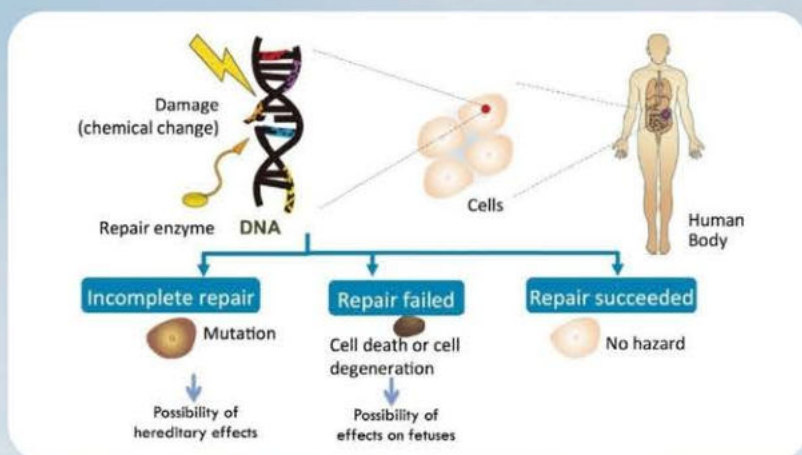 Damage
(chemical change)
Repair enzyme
DNA
Cells
Human
Body
Incomplete repair
Mutation
Possibility of
hereditary effects
Repair failed
Cell death or cell
degeneration
Possibility of
effects on fetuses
Repair succeeded
No hazard